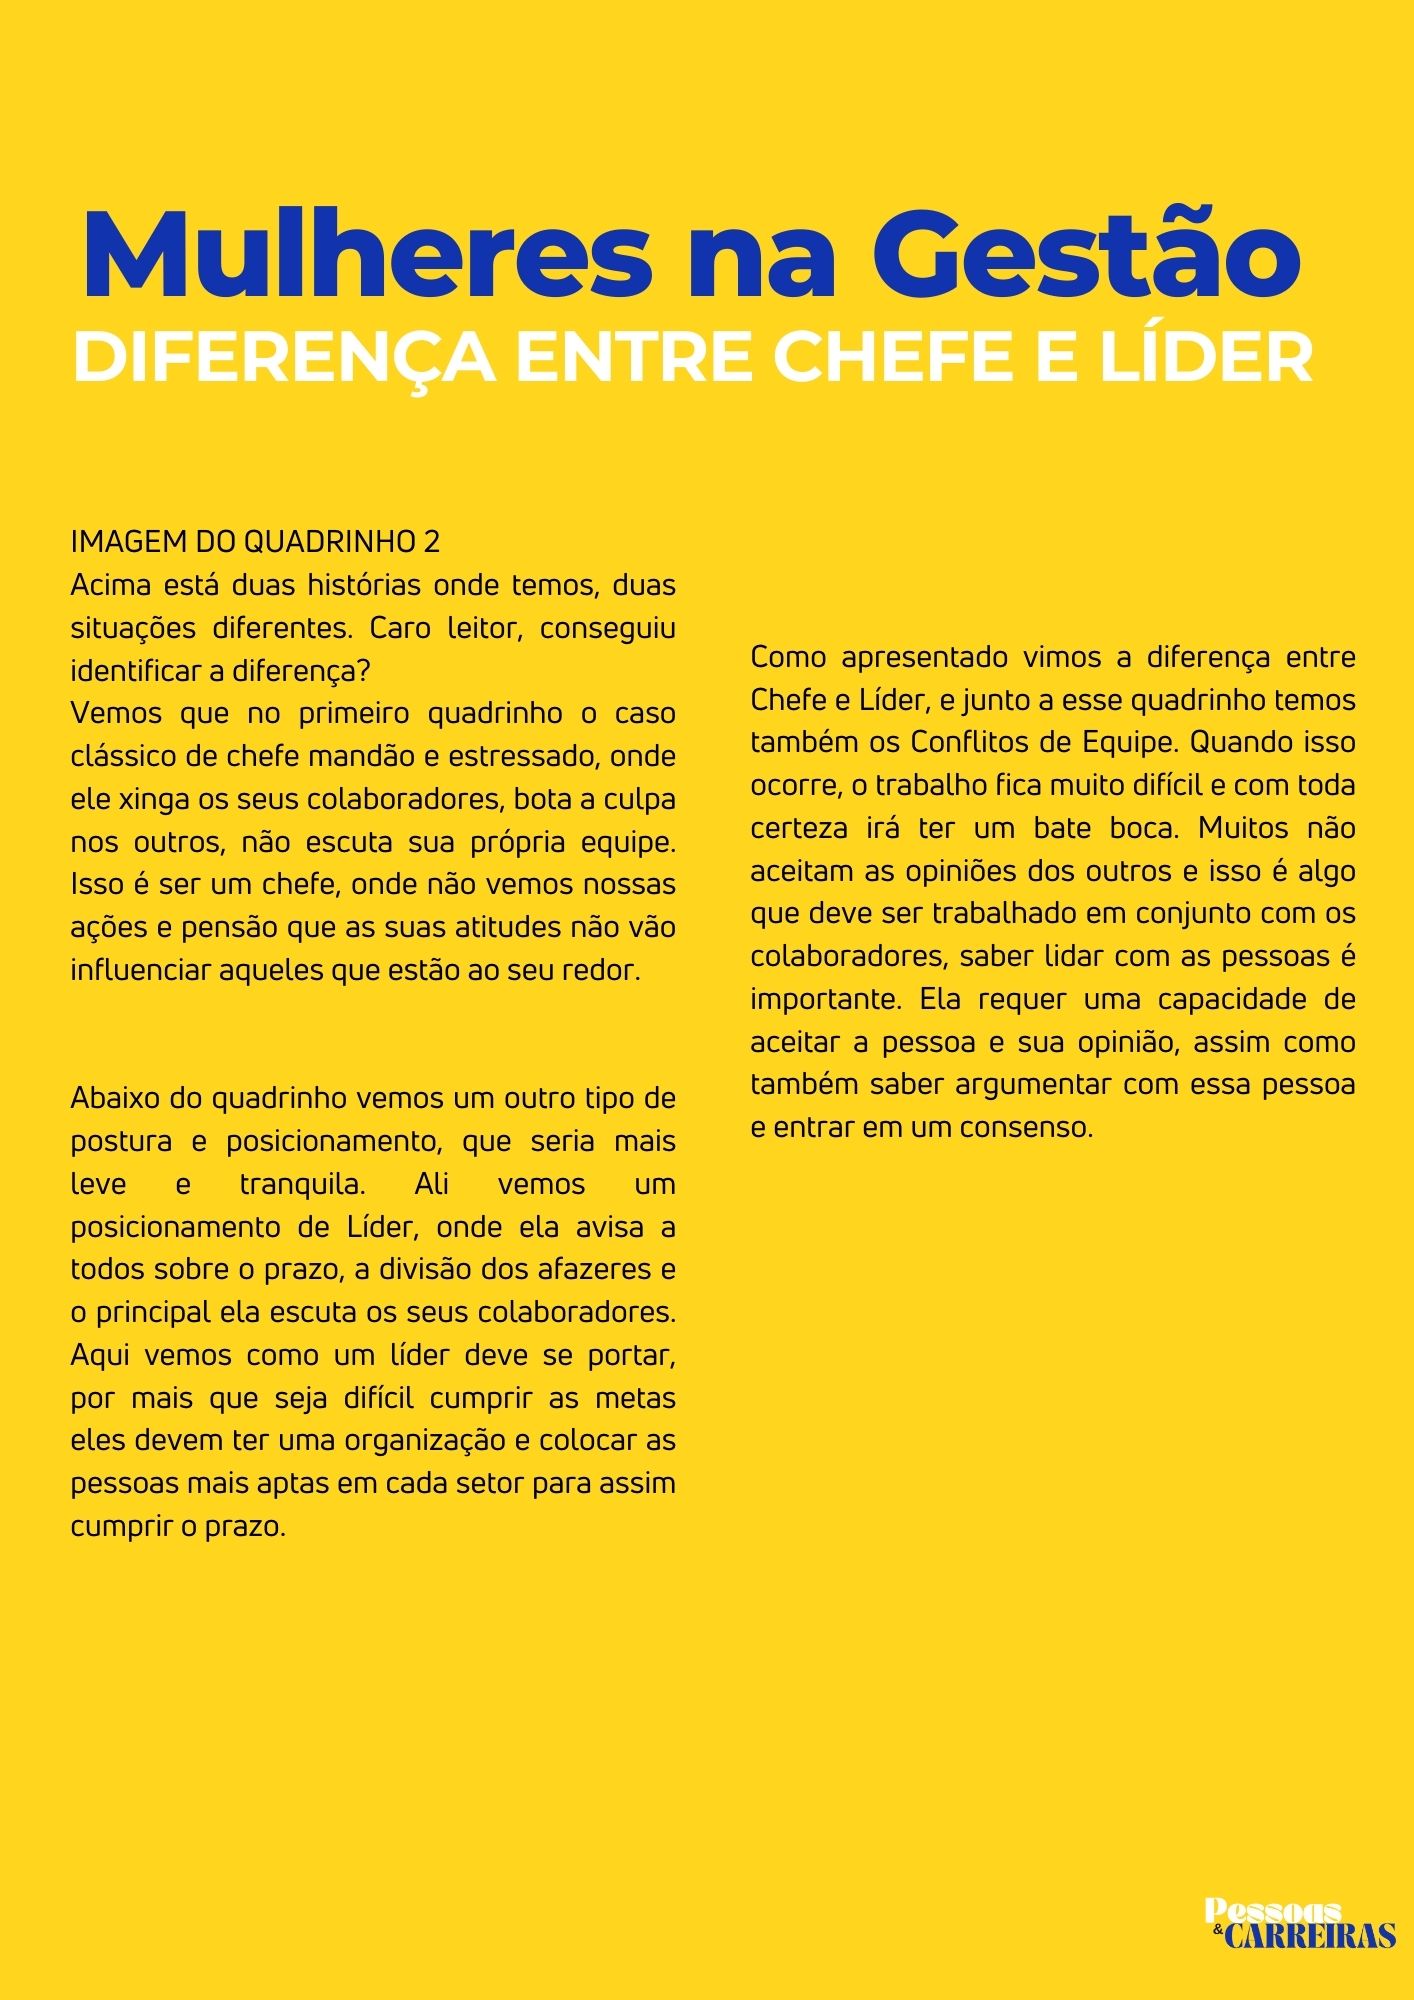 Mulheres na Gestão
DIFERENÇA ENTRE CHEFE E LÍDER
IMAGEM DO QUADRINHO 2
Acima está duas histórias onde temos, duas
situações diferentes. Caro leitor, conseguiu
identificar a diferença?
Vemos que no primeiro quadrinho o caso
clássico de chefe mandão e estressado, onde
ele xinga os seus colaboradores, bota a culpa
nos outros, não escuta sua própria equipe.
Isso é ser um chefe, onde não vemos nossas
ações e pensão que as suas atitudes não vão
influenciar aqueles que estão ao seu redor.
Abaixo do quadrinho vemos um outro tipo de
postura e posicionamento, que seria mais
leve e tranquila. Ali vemos um
posicionamento de Líder, onde ela avisa a
todos sobre o prazo, a divisão dos afazeres e
o principal ela escuta os seus colaboradores.
Aqui vemos como um líder deve se portar,
por mais que seja difícil cumprir as metas
eles devem ter uma organização e colocar as
pessoas mais aptas em cada setor para assim
cumprir o prazo.
Como apresentado vimos a diferença entre
Chefe e Líder, e junto a esse quadrinho temos
também os Conflitos de Equipe. Quando isso
ocorre, o trabalho fica muito difícil e com toda
certeza irá ter um bate boca. Muitos não
aceitam as opiniões dos outros e isso é algo
que deve ser trabalhado em conjunto com os
colaboradores, saber lidar com as pessoas é
importante. Ela requer uma capacidade de
aceitar a pessoa e sua opinião, assim como
também saber argumentar com essa pessoa
e entrar em um consenso.
Pessoas
&CARREIRAS